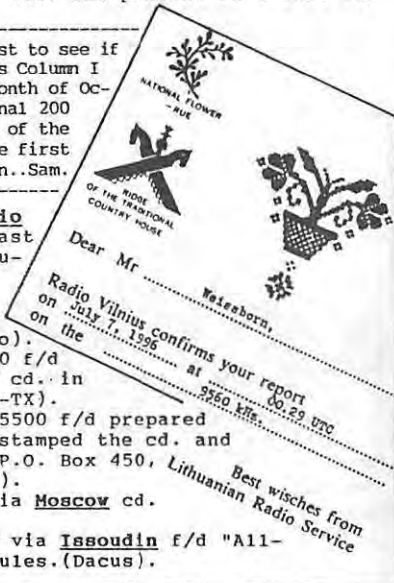 st to see if
s Column I
onth of Oc-
nal 200
of the
e first
n..Sam.
io
ast
u-
o).
0 f/d
cd. in
-TX).
5500 f/d prepared
stamped the cd. and
P.O. Box 450,
).
ia Moscow cd.
via Issoudin f/d "All-
ules.(Dacus).
NATIONAL FLOWER
-RUE
RIDGE
OF THE TRADITIONAL
COUNTRY HOUSE
Dear Mr Weissborn,
Radio Vilnius confirms your report
on July 7, 1996 at 00.29 UTC
on the 9560 kHz.
Best wisches from
Lithuanian Radio Service